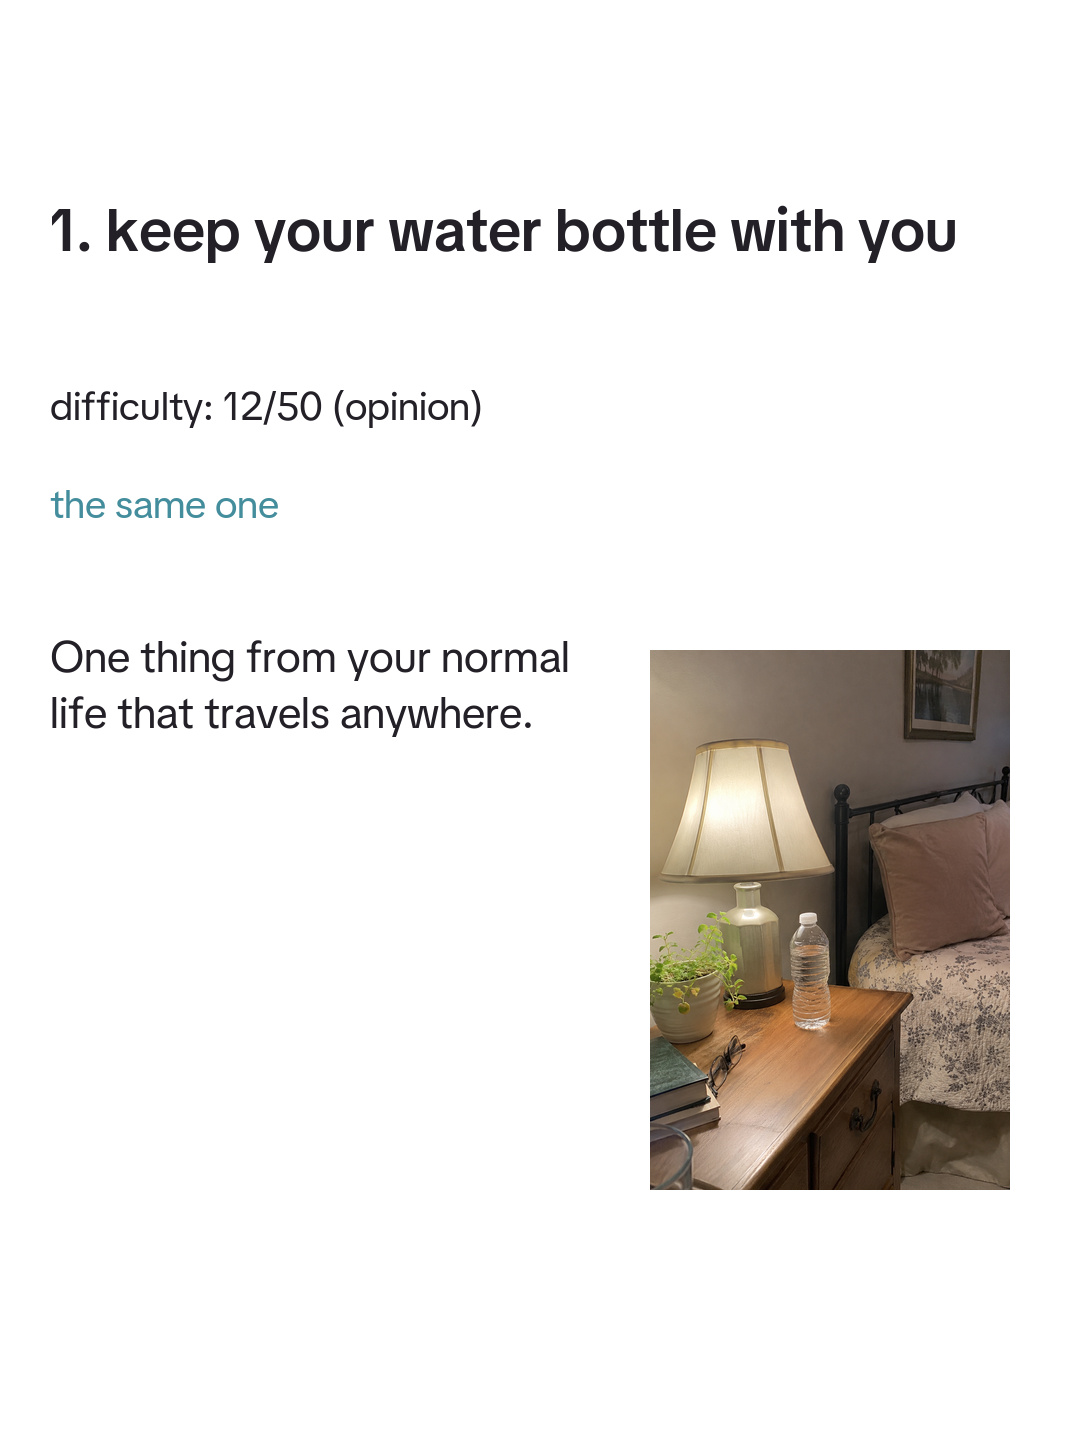 1. keep your water bottle with you
difficulty: 12/50 (opinion)
the same one
One thing from your normal
life that travels anywhere.